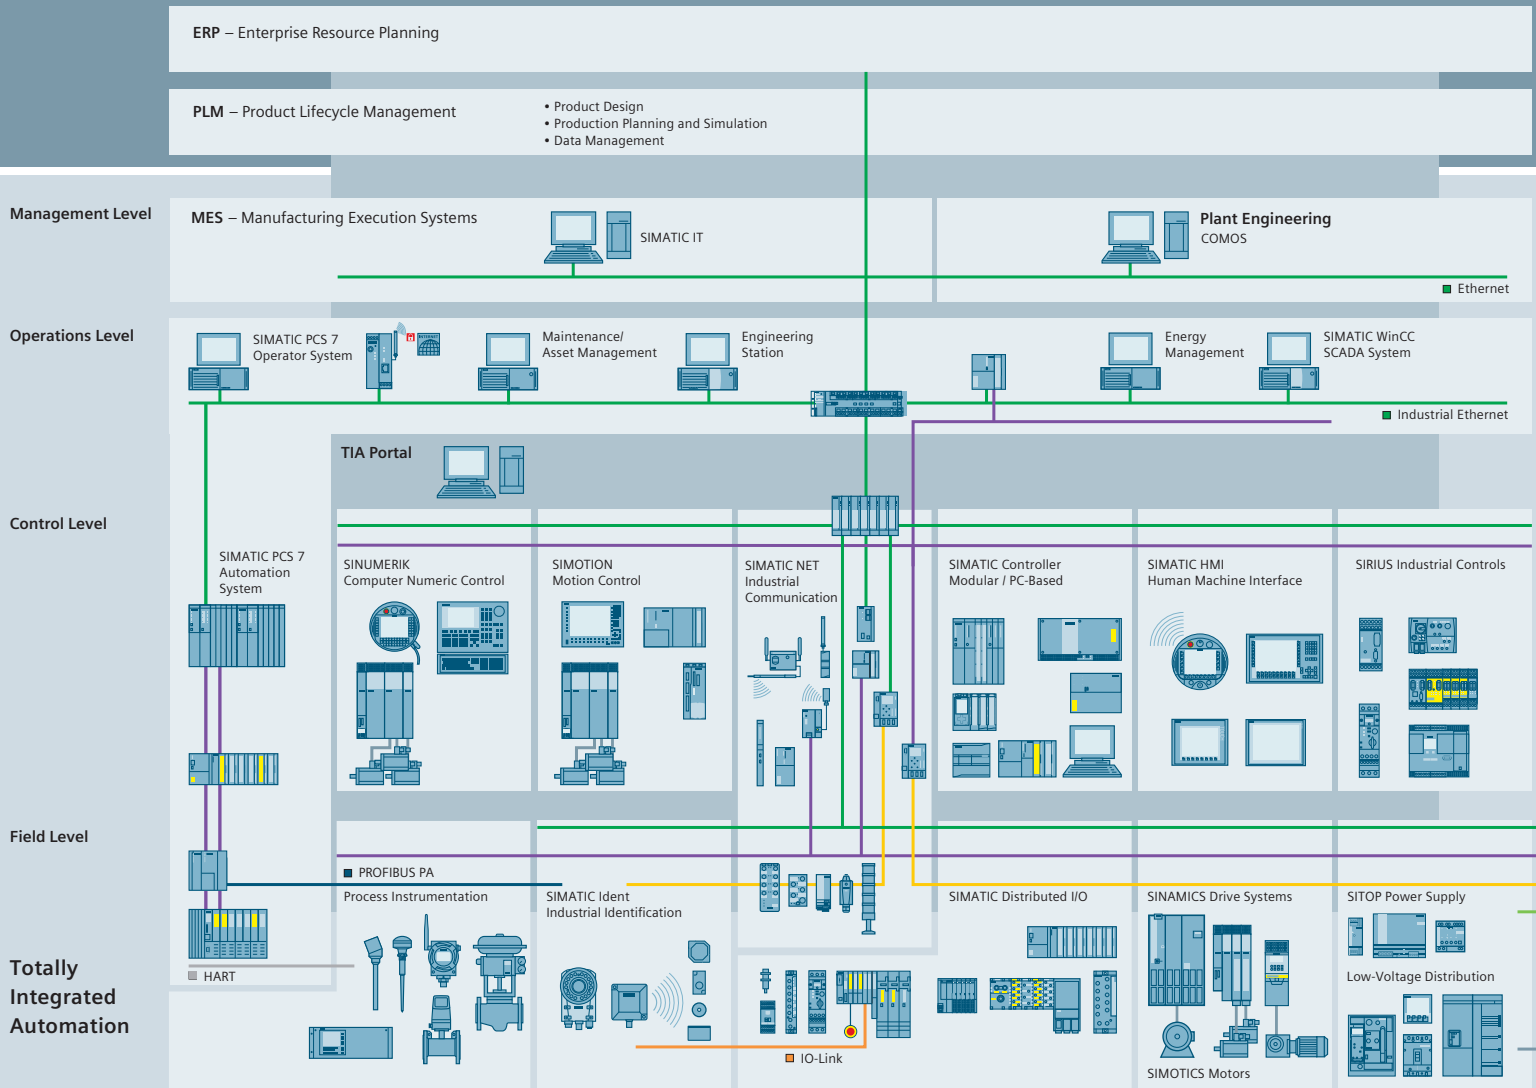 ERP – Enterprise Resource Planning
PLM – Product Lifecycle Management
• Product Design
• Production Planning and Simulation
• Data Management
Management Level
MES – Manufacturing Execution Systems
SIMATIC IT
Plant Engineering
COMOS
Ethernet
Operations Level
SIMATIC PCS 7
Operator System
INTERNET
Maintenance/
Asset Management
Engineering
Station
Energy
Management
SIMATIC WinCC
SCADA System
Industrial Ethernet
TIA Portal
Control Level
SIMATIC PCS 7
Automation
System
SINUMERIK
Computer Numeric Control
SIMOTION
Motion Control
SIMATIC NET
Industrial
Communication
SIMATIC Controller
Modular / PC-Based
SIMATIC HMI
Human Machine Interface
SIRIUS Industrial Controls
Field Level
PROFIBUS PA
Process Instrumentation
SIMATIC Ident
Industrial Identification
SIMATIC Distributed I/O
SINAMICS Drive Systems
SITOP Power Supply
HART
Low-Voltage Distribution
Totally
Integrated
Automation
IO-Link
SIMOTICS Motors